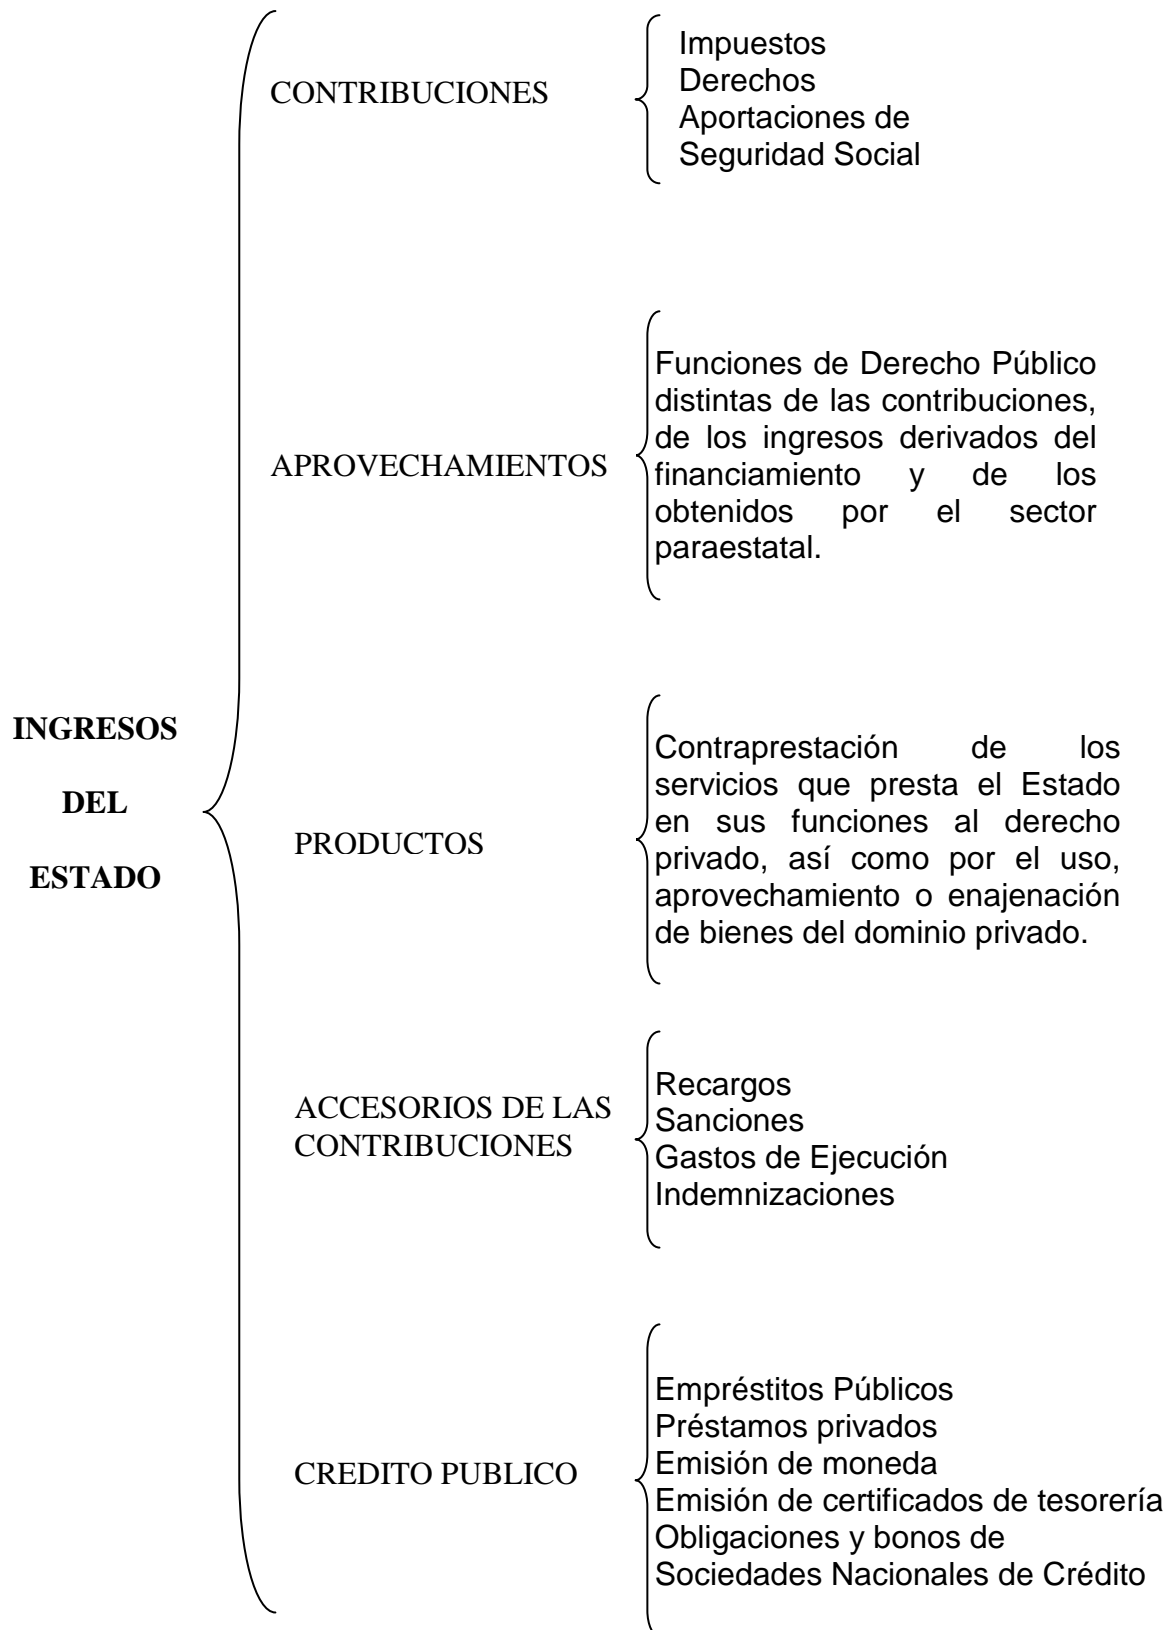 INGRESOS
DEL
ESTADO
CONTRIBUCIONES
Impuestos
Derechos
Aportaciones de
Seguridad Social
APROVECHAMIENTOS
Funciones de Derecho Público
distintas de las contribuciones,
de los ingresos derivados del
financiamiento y de los
obtenidos por el sector
paraestatal.
PRODUCTOS
Contraprestación de los
servicios que presta el Estado
en sus funciones al derecho
privado, así como por el uso,
aprovechamiento o enajenación
de bienes del dominio privado.
ACCESORIOS DE LAS
CONTRIBUCIONES
Recargos
Sanciones
Gastos de Ejecución
Indemnizaciones
CREDITO PUBLICO
Empréstitos Públicos
Préstamos privados
Emisión de moneda
Emisión de certificados de tesorería
Obligaciones y bonos de
Sociedades Nacionales de Crédito